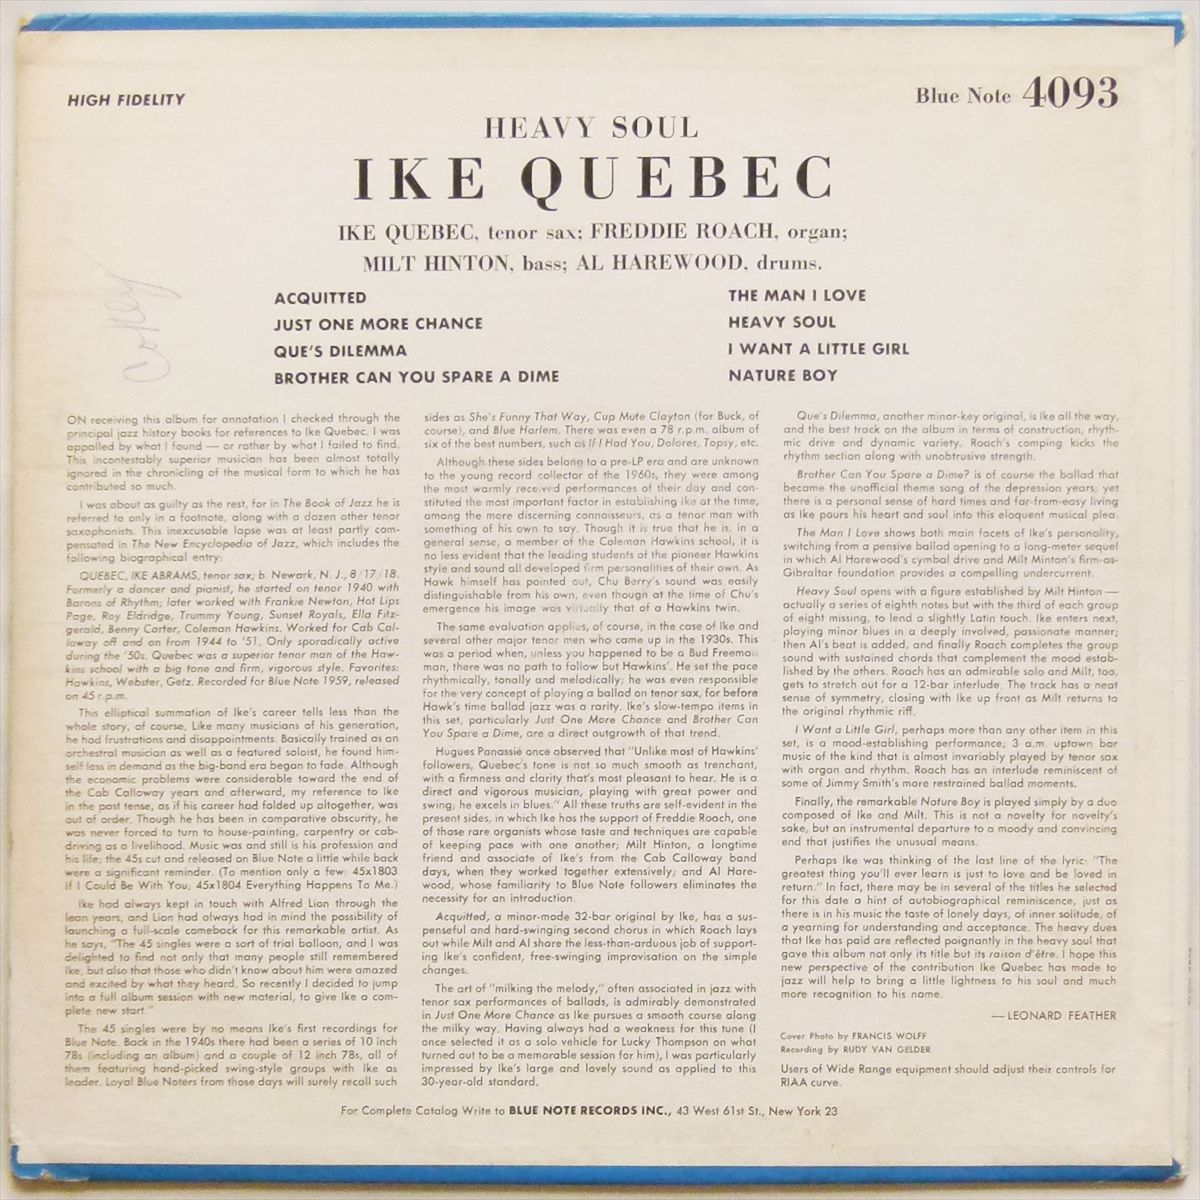 HIGH FIDELITY
Blue Note 4093
HEAVY SOUL
IKE QUEBEC
IKE QUEBEC, tenor sax; FREDDIE ROACH, organ;
MILT HINTON, bass; AL HAREWOOD, drums.
ACQUITTED
JUST ONE MORE CHANCE
QUE'S DILEMMA
BROTHER CAN YOU SPARE A DIME
THE MAN I LOVE
HEAVY SOUL
I WANT A LITTLE GIRL
NATURE BOY
ON receiving this album for annotation I checked through the
principal jazz history books for references to Ike Quebec. I was
appalled by what I found — or rather by what I failed to find.
This incontestably superior musician has been almost totally
ignored in the chronicling of the musical form to which he has
contributed so much.
I was about as guilty as the rest, for in The Book of Jazz he is
referred to only in a footnote, along with a dozen other tenor
saxophonists. This inexcusable lapse was at least partly com-
pensated in The New Encyclopedia of Jazz, which includes the
following biographical entry:
QUEBEC, IKE ABRAMS, tenor sax; b. Newark, N. J., 8/17/18.
Formerly a dancer and pianist, he started on tenor 1940 with
Barons of Rhythm; later worked with Frankie Newton, Hot Lips
Page, Roy Eldridge, Trummy Young, Sunset Royals, Ella Fitz-
gerald, Benny Carter, Coleman Hawkins. Worked for Cab Cal-
loway off and on from 1944 to '51. Only sporadically active
during the '50s. Quebec was a superior tenor man of the Haw-
kins school with a big tone and firm, vigorous style. Favorites:
Hawkins, Webster, Getz. Recorded for Blue Note 1959, released
on 45 r.p.m.
This elliptical summation of Ike's career tells less than the
whole story, of course. Like many musicians of his generation,
he had frustrations and disappointments. Basically trained as an
orchestral musician as well as a featured soloist, he found him-
self less in demand as the big-band era began to fade. Although
the economic problems were considerable toward the end of
the Cab Calloway years and afterward, my reference to Ike
in the past tense, as if his career had folded up altogether, was
out of order. Though he has been in comparative obscurity, he
was never forced to turn to house-painting, carpentry or cab-
driving as a livelihood. Music was and still is his profession and
his life; the 45s cut and released on Blue Note a little while back
were a significant reminder. (To mention only a few: 45x1803
If I Could Be With You; 45x1804 Everything Happens To Me.)
Ike had always kept in touch with Alfred Lion through the
lean years, and Lion had always had in mind the possibility of
launching a full-scale comeback for this remarkable artist. As
he says, "The 45 singles were a sort of trial balloon, and I was
delighted to find not only that many people still remembered
Ike, but also that those who didn't know about him were amazed
and excited by what they heard. So recently I decided to jump
into a full album session with new material, to give Ike a com-
plete new start."
The 45 singles were by no means Ike's first recordings for
Blue Note. Back in the 1940s there had been a series of 10 inch
78s (including an album) and a couple of 12 inch 78s, all of
them featuring hand-picked swing-style groups with Ike as
leader. Loyal Blue Noters from those days will surely recall such
sides as She's Funny That Way, Cup Mute Clayton (for Buck, of
course), and Blue Harlem. There was even a 78 r.p.m. album of
six of the best numbers, such as If I Had You, Dolores, Topsy, etc.
Although these sides belong to a pre-LP era and are unknown
to the young record collector of the 1960s, they were among
the most warmly received performances of their day and con-
stituted the most important factor in establishing Ike at the time,
among the more discerning connoisseurs, as a tenor man with
something of his own to say. Though it is true that he is, in a
general sense, a member of the Coleman Hawkins school, it is
no less evident that the leading students of the pioneer Hawkins
style and sound all developed firm personalities of their own. As
Hawk himself has pointed out, Chu Berry's sound was easily
distinguishable from his own, even though at the time of Chu's
emergence his image was virtually that of a Hawkins twin.
The same evaluation applies, of course, in the case of Ike and
several other major tenor men who came up in the 1930s. This
was a period when, unless you happened to be a Bud Freeman
man, there was no path to follow but Hawkins'. He set the pace
rhythmically, tonally and melodically; he was even responsible
for the very concept of playing a ballad on tenor sax, for before
Hawk's time ballad jazz was a rarity. Ike's slow-tempo items in
this set, particularly Just One More Chance and Brother Can
You Spare a Dime, are a direct outgrowth of that trend.
Hugues Panassié once observed that "Unlike most of Hawkins'
followers, Quebec's tone is not so much smooth as trenchant,
with a firmness and clarity that's most pleasant to hear. He is a
direct and vigorous musician, playing with great power and
swing; he excels in blues." All these truths are self-evident in the
present sides, in which Ike has the support of Freddie Roach, one
of those rare organists whose taste and techniques are capable
of keeping pace with one another; Milt Hinton, a longtime
friend and associate of Ike's from the Cab Calloway band
days, when they worked together extensively; and Al Hare-
wood, whose familiarity to Blue Note followers eliminates the
necessity for an introduction.
Acquitted, a minor-mode 32-bar original by Ike, has a sus-
penseful and hard-swinging second chorus in which Roach lays
out while Milt and Al share the less-than-arduous job of support-
ing Ike's confident, free-swinging improvisation on the simple
changes.
The art of "milking the melody," often associated in jazz with
tenor sax performances of ballads, is admirably demonstrated
in Just One More Chance as Ike pursues a smooth course along
the milky way. Having always had a weakness for this tune (I
once selected it as a solo vehicle for Lucky Thompson on what
turned out to be a memorable session for him), I was particularly
impressed by Ike's large and lovely sound as applied to this
30-year-old standard.
Que's Dilemma, another minor-key original, is Ike all the way,
and the best track on the album in terms of construction, rhyth-
mic drive and dynamic variety. Roach's comping kicks the
rhythm section along with unobtrusive strength.
Brother Can You Spare a Dime? is of course the ballad that
became the unofficial theme song of the depression years; yet
there is a personal sense of hard times and far-from-easy living
as Ike pours his heart and soul into this eloquent musical plea.
The Man I Love shows both main facets of Ike's personality,
switching from a pensive ballad opening to a long-meter sequel
in which Al Harewood's cymbal drive and Milt Minton's firm-as-
Gibraltar foundation provides a compelling undercurrent.
Heavy Soul opens with a figure established by Milt Hinton —
actually a series of eighth notes but with the third of each group
of eight missing, to lend a slightly Latin touch. Ike enters next,
playing minor blues in a deeply involved, passionate manner;
then Al's beat is added, and finally Roach completes the group
sound with sustained chords that complement the mood estab-
lished by the others. Roach has an admirable solo and Milt, too,
gets to stretch out for a 12-bar interlude. The track has a neat
sense of symmetry, closing with Ike up front as Milt returns to
the original rhythmic riff.
I Want a Little Girl, perhaps more than any other item in this
set, is a mood-establishing performance; 3 a.m. uptown bar
music of the kind that is almost invariably played by tenor sax
with organ and rhythm. Roach has an interlude reminiscent of
some of Jimmy Smith's more restrained ballad moments.
Finally, the remarkable Nature Boy is played simply by a duo
composed of Ike and Milt. This is not a novelty for novelty's
sake, but an instrumental departure to a moody and convincing
end that justifies the unusual means.
Perhaps Ike was thinking of the last line of the lyric: "The
greatest thing you'll ever learn is just to love and be loved in
return." In fact, there may be in several of the titles he selected
for this date a hint of autobiographical reminiscence, just as
there is in his music the taste of lonely days, of inner solitude, of
a yearning for understanding and acceptance. The heavy dues
that Ike has paid are reflected poignantly in the heavy soul that
gave this album not only its title but its raison d'être. I hope this
new perspective of the contribution Ike Quebec has made to
jazz will help to bring a little lightness to his soul and much
more recognition to his name.
—LEONARD FEATHER
Cover Photo by FRANCIS WOLFF
Recording by RUDY VAN GELDER
Users of Wide Range equipment should adjust their controls for
RIAA curve.
For Complete Catalog Write to BLUE NOTE RECORDS INC., 43 West 61st St., New York 23